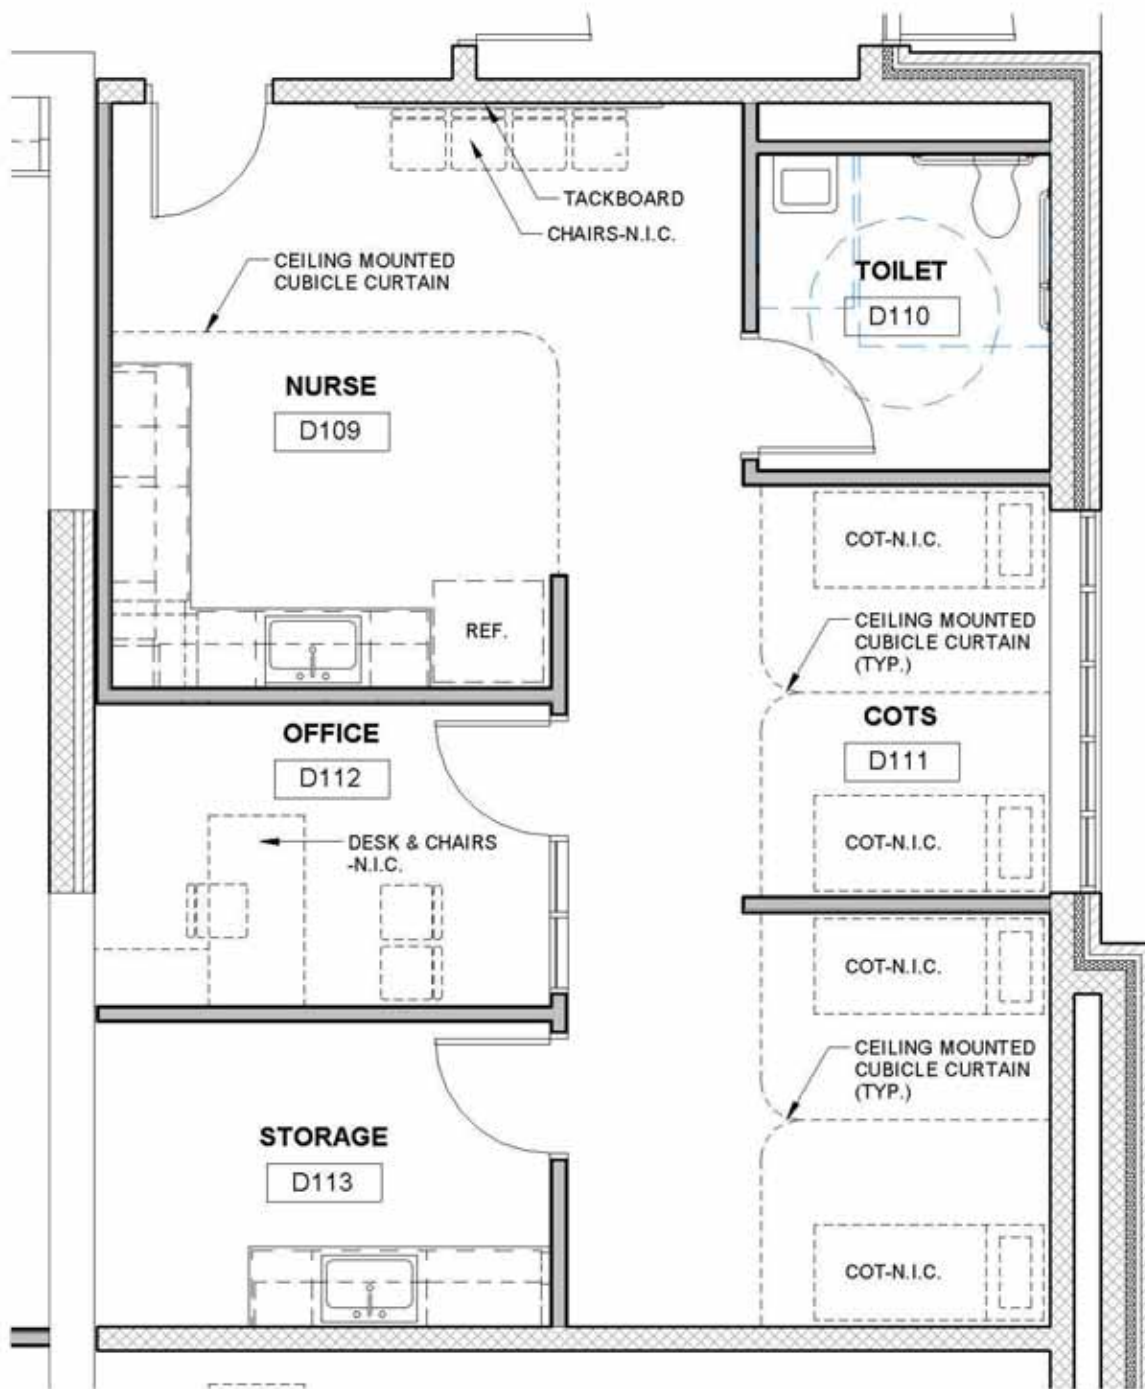 TACKBOARD
CHAIRS-N.I.C.
CEILING MOUNTED
CUBICLE CURTAIN
TOILET
D110
NURSE
D109
COT-N.I.C.
REF.
CEILING MOUNTED
CUBICLE CURTAIN
(TYP.)
OFFICE
D112
COTS
D111
DESK & CHAIRS
-N.I.C.
COT-N.I.C.
COT-N.I.C.
CEILING MOUNTED
CUBICLE CURTAIN
(TYP.)
STORAGE
D113
COT-N.I.C.